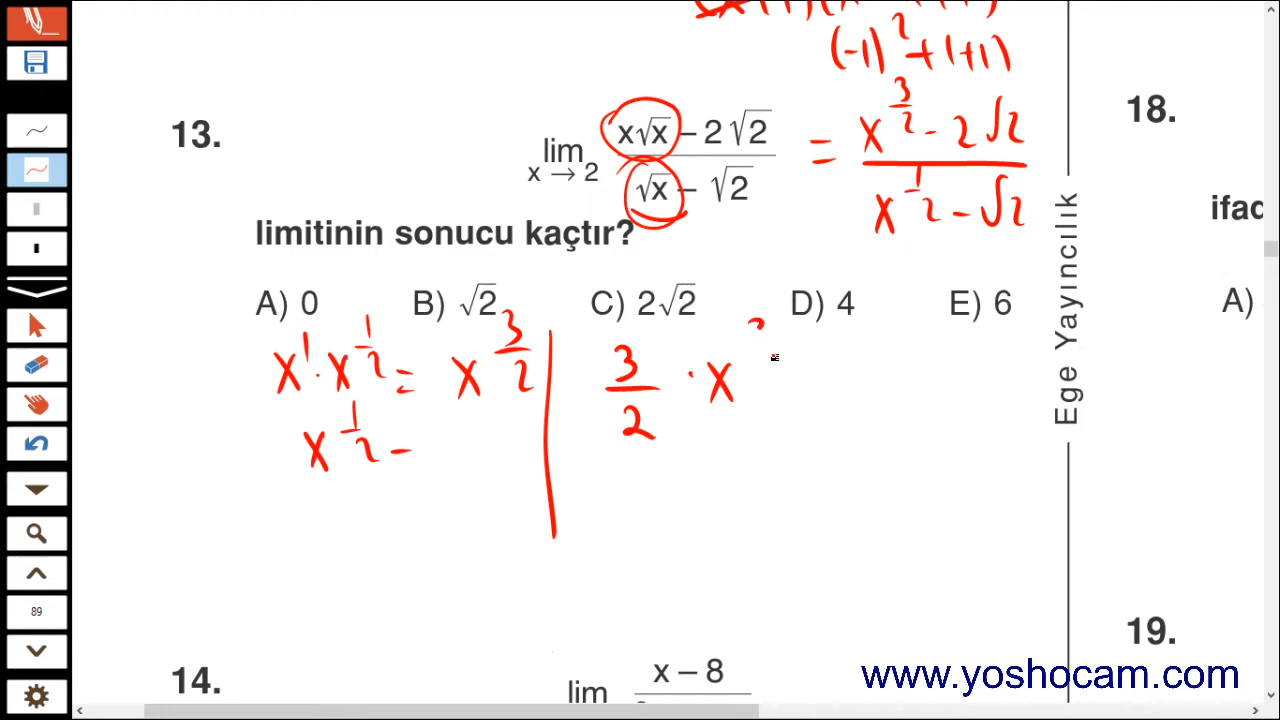 (-1)² + 1 + 1)
13.
lim x → 2 x√x – 2√2 / √x – √2 = x^3/2 - 2√2 / x^1/2 - √2
limitinin sonucu kaçtır?
A) 0 B) √2 C) 2√2 D) 4 E) 6
x¹ · x^1/2 = x^3/2
x^1/2 -
3/2 · x
14.
lim x – 8
Ege Yayıncılık
18.
ifad
A)
19.
89
www.yoshocam.com